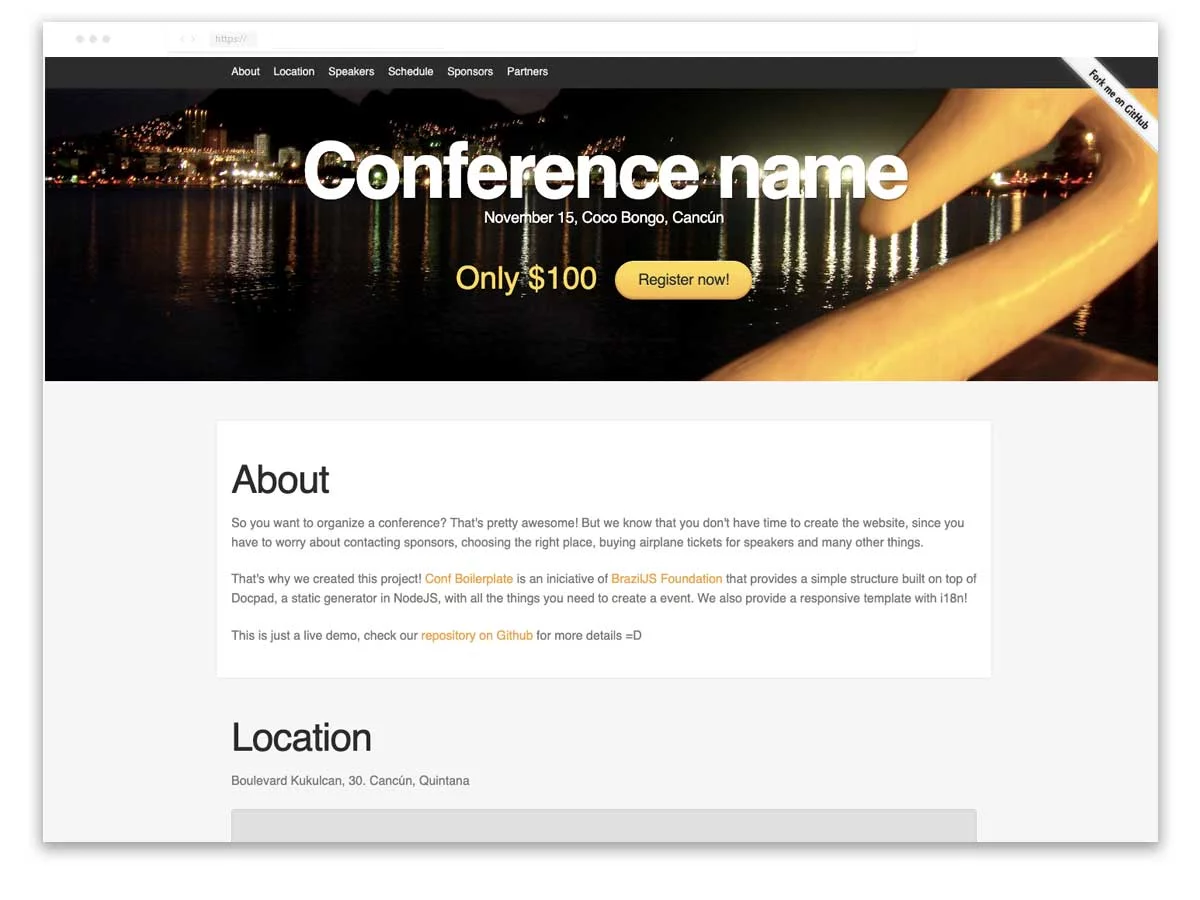 https://
About Location Speakers Schedule Sponsors Partners
Fork me on GitHub
Conference name
November 15, Coco Bongo, Cancún
Only $100 Register now!
About
So you want to organize a conference? That's pretty awesome! But we know that you don't have time to create the website, since you
have to worry about contacting sponsors, choosing the right place, buying airplane tickets for speakers and many other things.
That's why we created this project! Conf Boilerplate is an iniciative of BrazilJS Foundation that provides a simple structure built on top of
Docpad, a static generator in NodeJS, with all the things you need to create a event. We also provide a responsive template with i18n!
This is just a live demo, check our repository on Github for more details =D
Location
Boulevard Kukulcan, 30. Cancún, Quintana